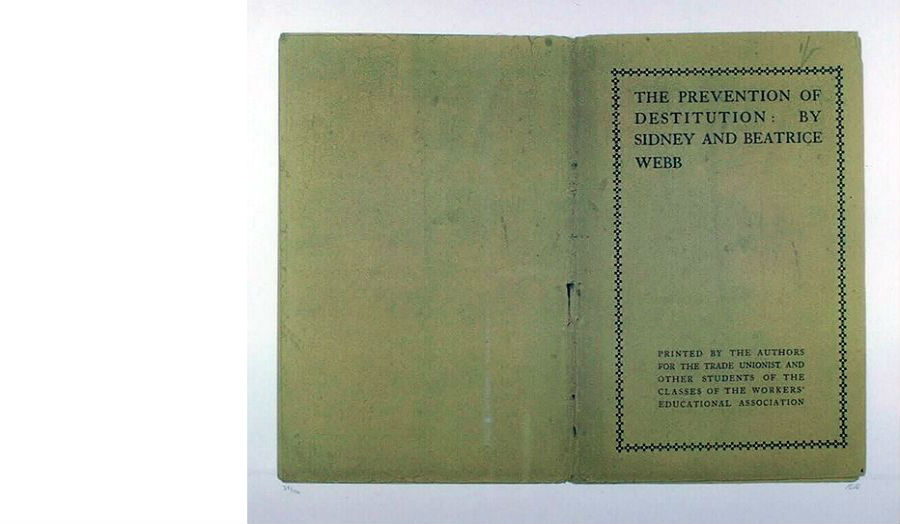 THE PREVENTION OF
DESTITUTION: BY
SIDNEY AND BEATRICE
WEBB
PRINTED BY THE AUTHORS
FOR THE TRADE UNIONIST AND
OTHER STUDENTS OF THE
CLASSES OF THE WORKERS'
EDUCATIONAL ASSOCIATION